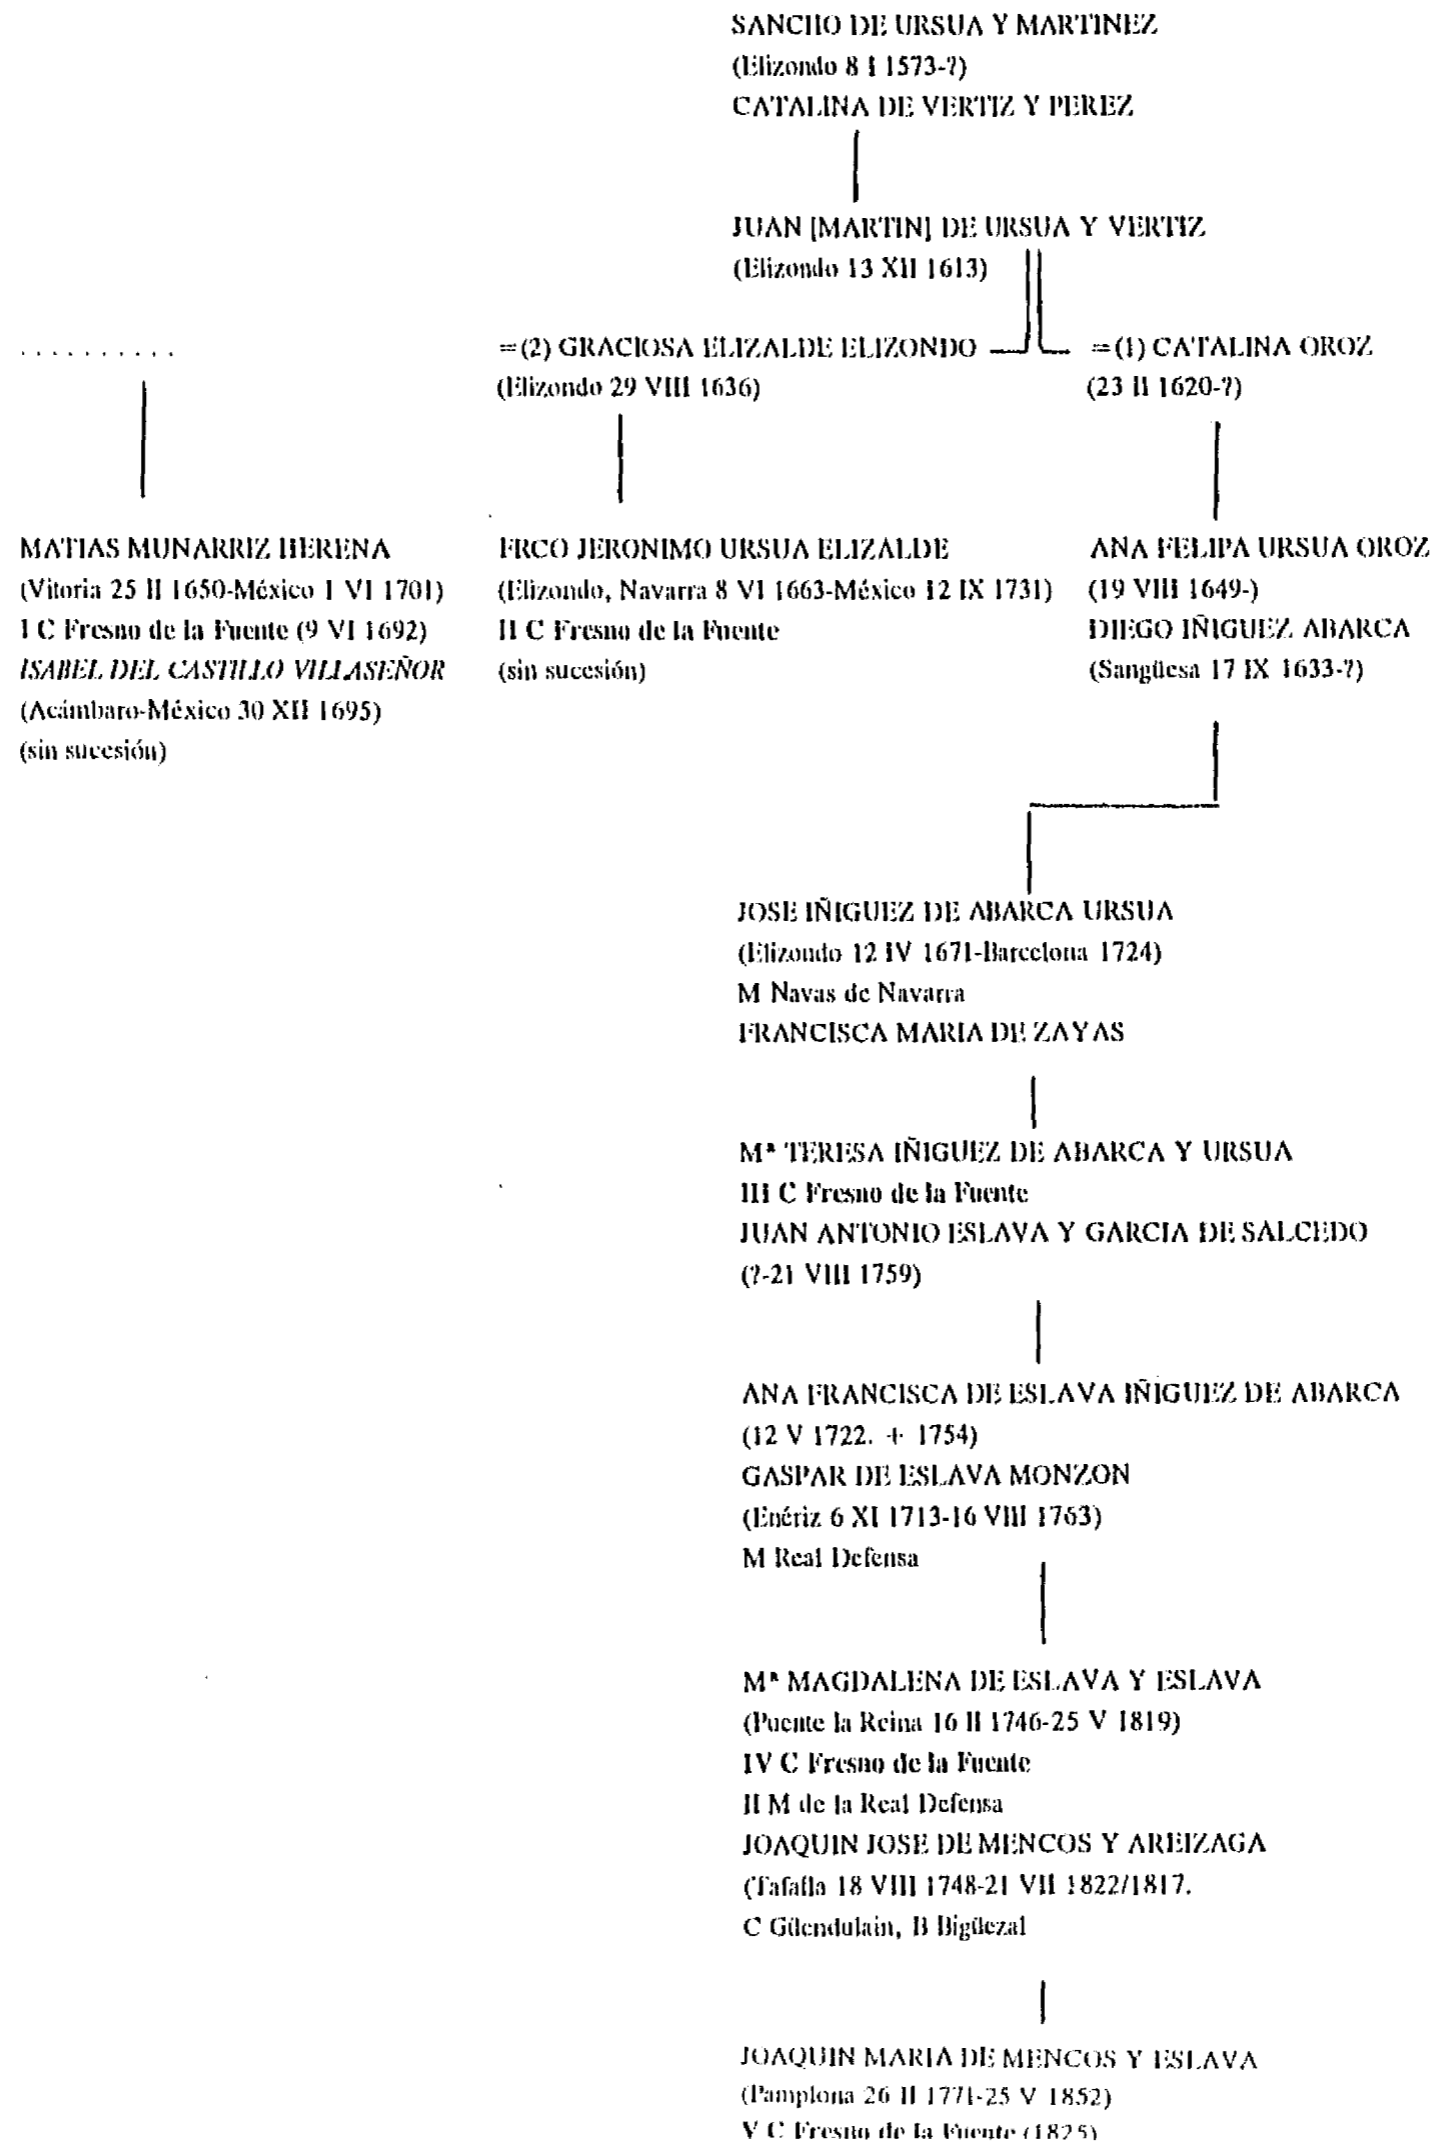 SANCHO DE URSUA Y MARTINEZ
(Elizondo 8 I 1573-?)
CATALINA DE VERTIZ Y PEREZ
JUAN [MARTIN] DE URSUA Y VERTIZ
(Elizondo 13 XII 1613)
. . . . . . . . . .
=(2) GRACIOSA ELIZALDE ELIZONDO
(Elizondo 29 VIII 1636)
=(1) CATALINA OROZ
(23 II 1620-?)
MATIAS MUNARRIZ HERENA
(Vitoria 25 II 1650-México 1 VI 1701)
I C Fresno de la Fuente (9 VI 1692)
ISABEL DEL CASTILLO VILLASEÑOR
(Acámbaro-México 30 XII 1695)
(sin sucesión)
FRCO JERONIMO URSUA ELIZALDE
(Elizondo, Navarra 8 VI 1663-México 12 IX 1731)
II C Fresno de la Fuente
(sin sucesión)
ANA FELIPA URSUA OROZ
(19 VIII 1649-)
DIEGO IÑIGUEZ ABARCA
(Sangüesa 17 IX 1633-?)
JOSE IÑIGUEZ DE ABARCA URSUA
(Elizondo 12 IV 1671-Barcelona 1724)
M Navas de Navarra
FRANCISCA MARIA DE ZAYAS
Mª TERESA IÑIGUEZ DE ABARCA Y URSUA
III C Fresno de la Fuente
JUAN ANTONIO ESLAVA Y GARCIA DE SALCEDO
(?-21 VIII 1759)
ANA FRANCISCA DE ESLAVA IÑIGUEZ DE ABARCA
(12 V 1722. + 1754)
GASPAR DE ESLAVA MONZON
(Enériz 6 XI 1713-16 VIII 1763)
M Real Defensa
Mª MAGDALENA DE ESLAVA Y ESLAVA
(Puente la Reina 16 II 1746-25 V 1819)
IV C Fresno de la Fuente
II M de la Real Defensa
JOAQUIN JOSE DE MENCOS Y AREIZAGA
(Tafalla 18 VIII 1748-21 VII 1822/1817.
C Güendulain, B Bigüezal
JOAQUIN MARIA DE MENCOS Y ESLAVA
(Pamplona 26 II 1771-25 V 1852)
V C Fresno de la Fuente (1825)